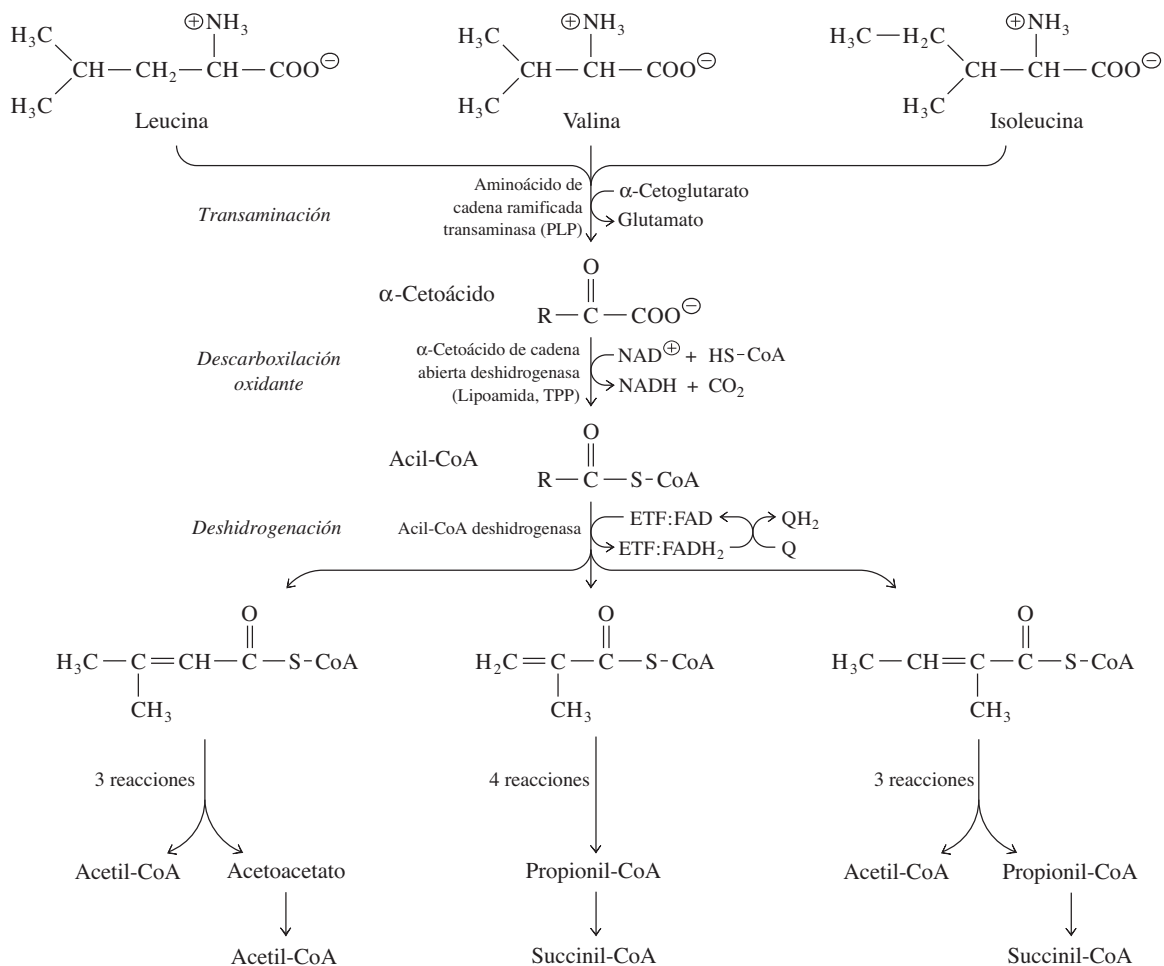 ⊕NH₃ ⊕NH₃ ⊕NH₃
H₃C H₃C H₃C—H₂C
CH—CH₂—CH—COO⊖ CH—CH—COO⊖ CH—CH—COO⊖
H₃C H₃C H₃C
Leucina Valina Isoleucina
Transaminación
Aminoácido de
cadena ramificada
transaminasa (PLP)
α-Cetoglutarato
Glutamato
O
α-Cetoácido
R—C—COO⊖
Descarboxilación
oxidante
α-Cetoácido de cadena
abierta deshidrogenasa
(Lipoamida, TPP)
NAD⊕ + HS-CoA
NADH + CO₂
O
Acil-CoA
R—C—S-CoA
Deshidrogenación
Acil-CoA deshidrogenasa
ETF:FAD QH₂
ETF:FADH₂ Q
O O O
H₃C—C=CH—C—S-CoA H₂C=C—C—S-CoA H₃C—CH=C—C—S-CoA
CH₃ CH₃ CH₃
3 reacciones 4 reacciones 3 reacciones
Acetil-CoA Acetoacetato Propionil-CoA Acetil-CoA Propionil-CoA
Acetil-CoA Succinil-CoA Succinil-CoA